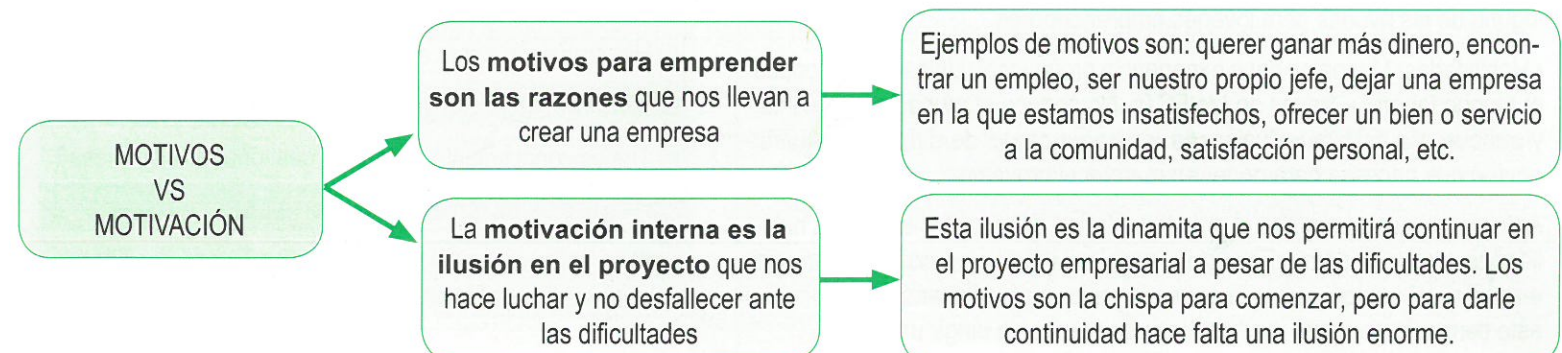 MOTIVOS
VS
MOTIVACIÓN
Los motivos para emprender
son las razones que nos llevan a
crear una empresa
Ejemplos de motivos son: querer ganar más dinero, encon-
trar un empleo, ser nuestro propio jefe, dejar una empresa
en la que estamos insatisfechos, ofrecer un bien o servicio
a la comunidad, satisfacción personal, etc.
La motivación interna es la
ilusión en el proyecto que nos
hace luchar y no desfallecer ante
las dificultades
Esta ilusión es la dinamita que nos permitirá continuar en
el proyecto empresarial a pesar de las dificultades. Los
motivos son la chispa para comenzar, pero para darle
continuidad hace falta una ilusión enorme.